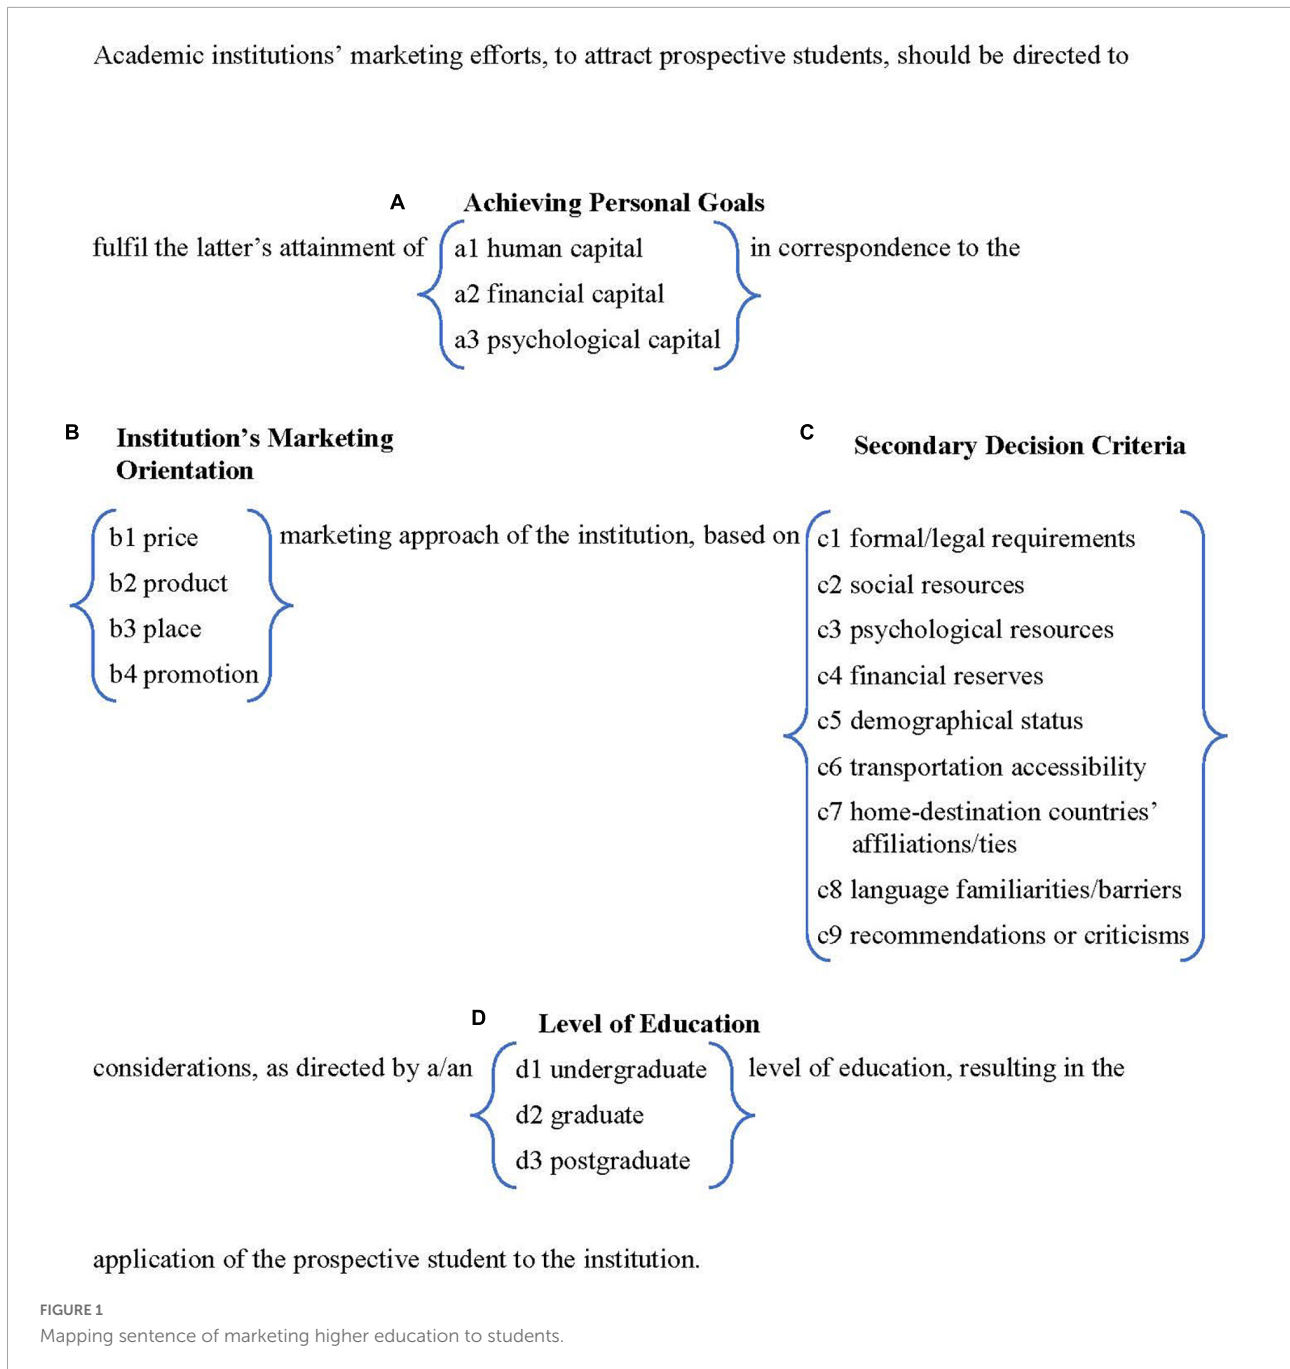 Academic institutions’ marketing efforts, to attract prospective students, should be directed to
A Achieving Personal Goals
fulfil the latter’s attainment of a1 human capital in correspondence to the
a2 financial capital
a3 psychological capital
B Institution’s Marketing
Orientation
C Secondary Decision Criteria
b1 price marketing approach of the institution, based on c1 formal/legal requirements
b2 product c2 social resources
b3 place c3 psychological resources
b4 promotion c4 financial reserves
c5 demographical status
c6 transportation accessibility
c7 home-destination countries’
affiliations/ties
c8 language familiarities/barriers
c9 recommendations or criticisms
D Level of Education
considerations, as directed by a/an d1 undergraduate level of education, resulting in the
d2 graduate
d3 postgraduate
application of the prospective student to the institution.
FIGURE 1
Mapping sentence of marketing higher education to students.